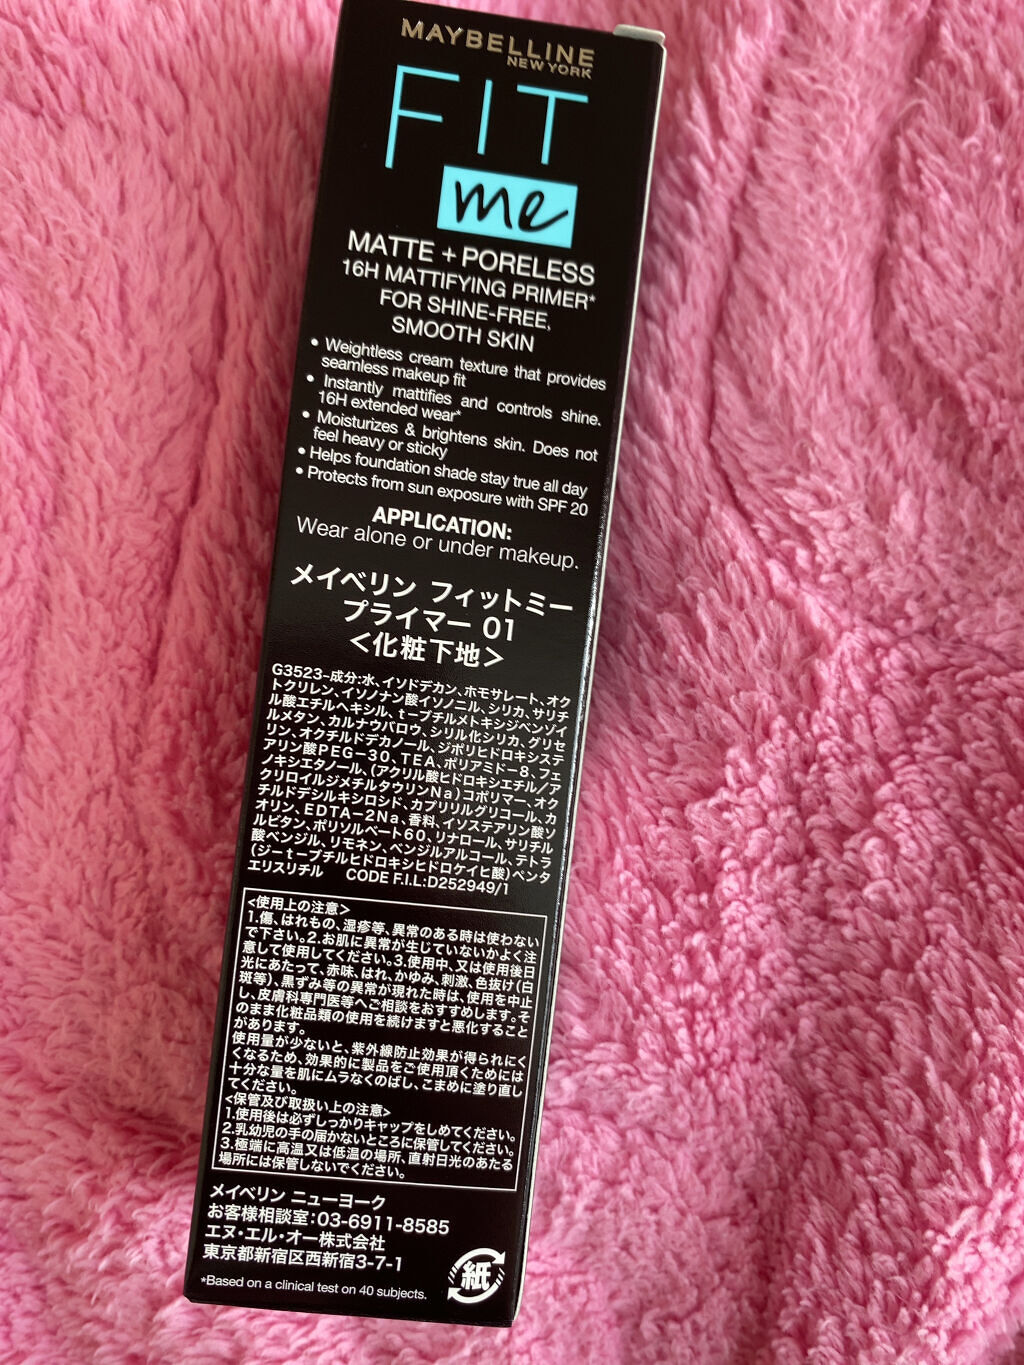 MAYBELLINE
NEW YORK
FIT
me
MATTE + PORELESS
16H MATTIFYING PRIMER*
FOR SHINE-FREE,
SMOOTH SKIN
• Weightless cream texture that provides
seamless makeup fit
• Instantly mattifies and controls shine.
16H extended wear*
• Moisturizes & brightens skin. Does not
feel heavy or sticky
• Helps foundation shade stay true all day
• Protects from sun exposure with SPF 20
APPLICATION:
Wear alone or under makeup.
メイベリン フィットミー
プライマー 01
<化粧下地>
G3523-成分:水、イソドデカン、ホモサレート、オク
トクリレン、イソノナン酸イソノニル、シリカ、サリチ
ル酸エチルヘキシル、t-ブチルメトキシジベンゾイ
ルメタン、カルナウバロウ、シリル化シリカ、グリセ
リン、オクチルドデカノール、ジポリヒドロキシステ
アリン酸PEG-30、TEA、ポリアミド-8、フェ
ノキシエタノール、(アクリル酸ヒドロキシエチル/ア
クリロイルジメチルタウリンNa)コポリマー、オク
チルドデシルキシロシド、カプリリルグリコール、カ
オリン、EDTA-2Na、香料、イソステアリン酸ソ
ルビタン、ポリソルベート60、リナロール、サリチル
酸ベンジル、リモネン、ベンジルアルコール、テトラ
(ジ-t-ブチルヒドロキシヒドロケイヒ酸)ペンタ
エリスリチル CODE F.I.L:D252949/1
<使用上の注意>
1.傷、はれもの、湿疹等、異常のある時は使わない
で下さい。2.お肌に異常が生じていないかよく注
意して使用してください。3.使用中、又は使用後日
光にあたって、赤味、はれ、かゆみ、刺激、色抜け(白
斑等)、黒ずみ等の異常が現れた時は、使用を中止
し、皮膚科専門医等へご相談をおすすめします。そ
のまま化粧品類の使用を続けますと悪化すること
があります。
使用量が少ないと、紫外線防止効果が得られにく
くなるため、効果的に製品をご使用頂くためには
十分な量を肌にムラなくのばし、こまめに塗り直し
てください。
<保管及び取扱い上の注意>
1.使用後は必ずしっかりキャップをしめてください。
2.乳幼児の手の届かないところに保管してください。
3.極端に高温又は低温の場所、直射日光のあたる
場所には保管しないでください。
メイベリン ニューヨーク
お客様相談室:03-6911-8585
エヌ・エル・オー株式会社
東京都新宿区西新宿3-7-1
紙
*Based on a clinical test on 40 subjects.